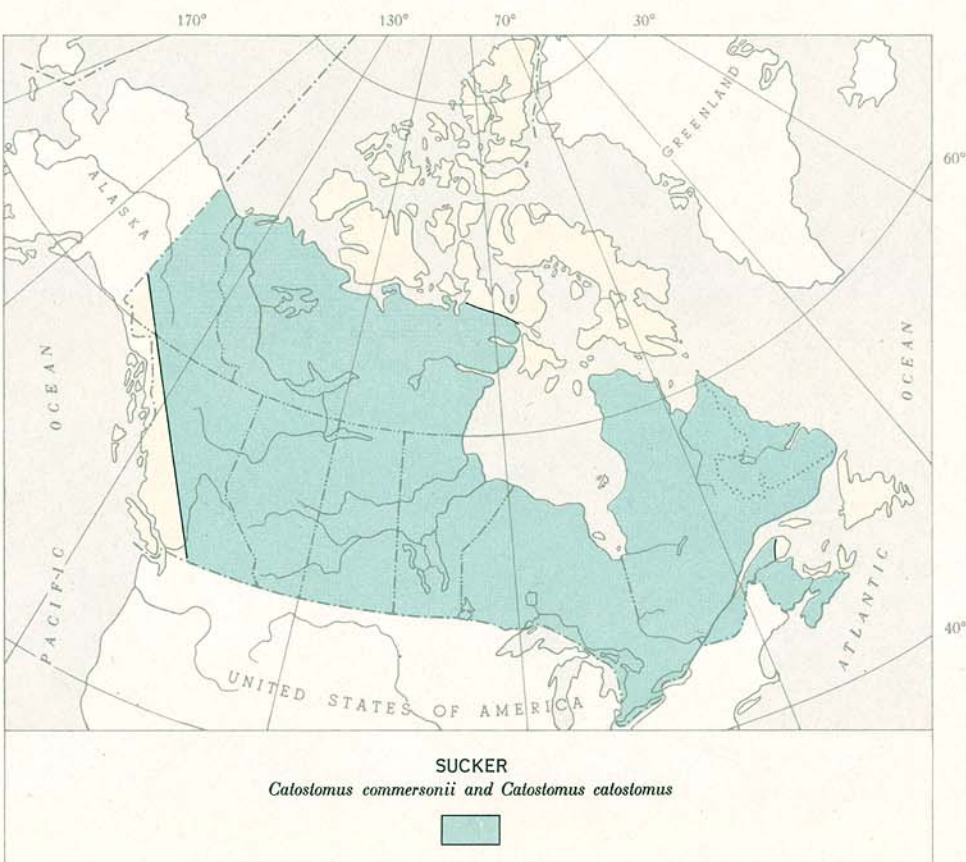 170° 130° 70° 30°
60°
40°
ALASKA
GREENLAND
PACIFIC OCEAN
ATLANTIC OCEAN
UNITED STATES OF AMERICA
SUCKER
Catostomus commersonii and Catostomus catostomus